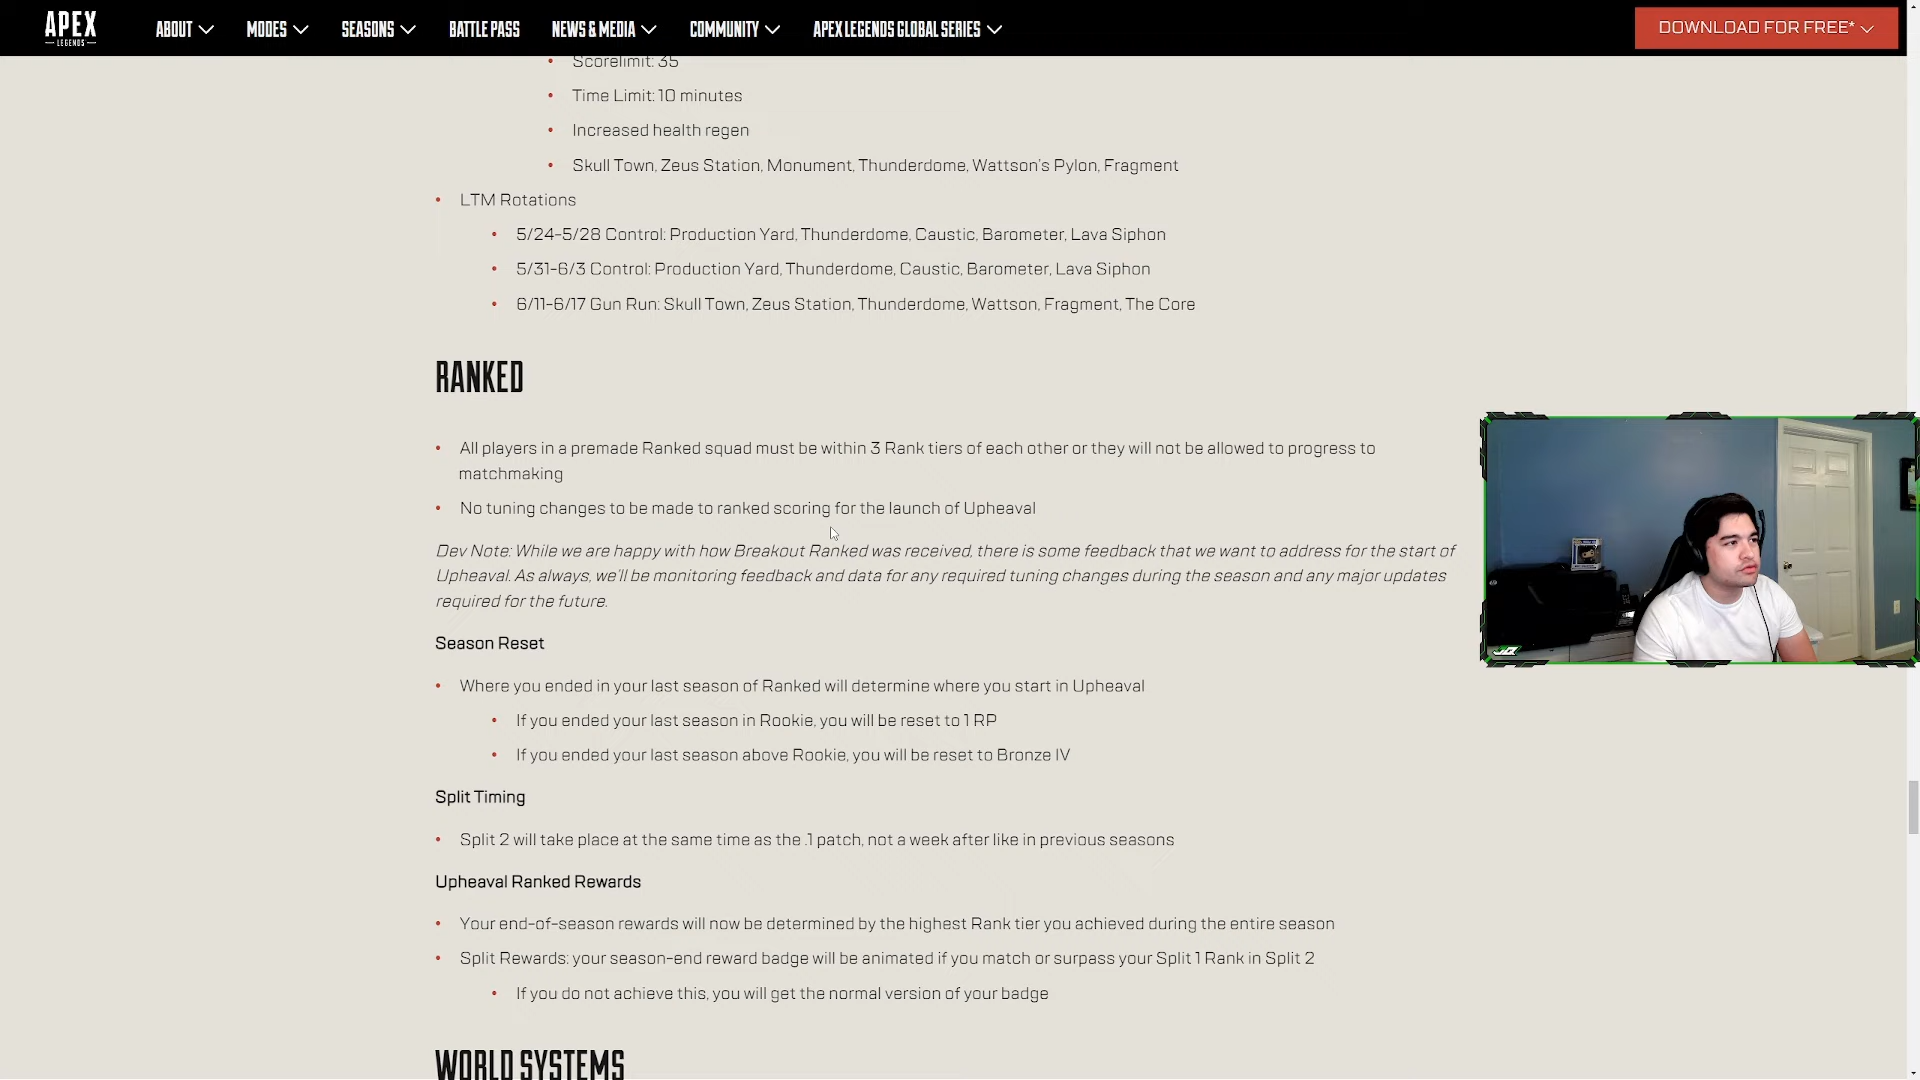 APEX
LEGENDS
ABOUT
MODES
SEASONS
BATTLE PASS
NEWS & MEDIA
COMMUNITY
APEX LEGENDS GLOBAL SERIES
DOWNLOAD FOR FREE*
• Scorelimit: 35
• Time Limit: 10 minutes
• Increased health regen
• Skull Town, Zeus Station, Monument, Thunderdome, Wattson's Pylon, Fragment
• LTM Rotations
• 5/24-5/28 Control: Production Yard, Thunderdome, Caustic, Barometer, Lava Siphon
• 5/31-6/3 Control: Production Yard, Thunderdome, Caustic, Barometer, Lava Siphon
• 6/11-6/17 Gun Run: Skull Town, Zeus Station, Thunderdome, Wattson, Fragment, The Core
RANKED
• All players in a premade Ranked squad must be within 3 Rank tiers of each other or they will not be allowed to progress to
matchmaking
• No tuning changes to be made to ranked scoring for the launch of Upheaval
Dev Note: While we are happy with how Breakout Ranked was received, there is some feedback that we want to address for the start of
Upheaval. As always, we'll be monitoring feedback and data for any required tuning changes during the season and any major updates
required for the future.
Season Reset
• Where you ended in your last season of Ranked will determine where you start in Upheaval
• If you ended your last season in Rookie, you will be reset to 1 RP
• If you ended your last season above Rookie, you will be reset to Bronze IV
Split Timing
• Split 2 will take place at the same time as the .1 patch, not a week after like in previous seasons
Upheaval Ranked Rewards
• Your end-of-season rewards will now be determined by the highest Rank tier you achieved during the entire season
• Split Rewards: your season-end reward badge will be animated if you match or surpass your Split 1 Rank in Split 2
• If you do not achieve this, you will get the normal version of your badge
WORLD SYSTEMS